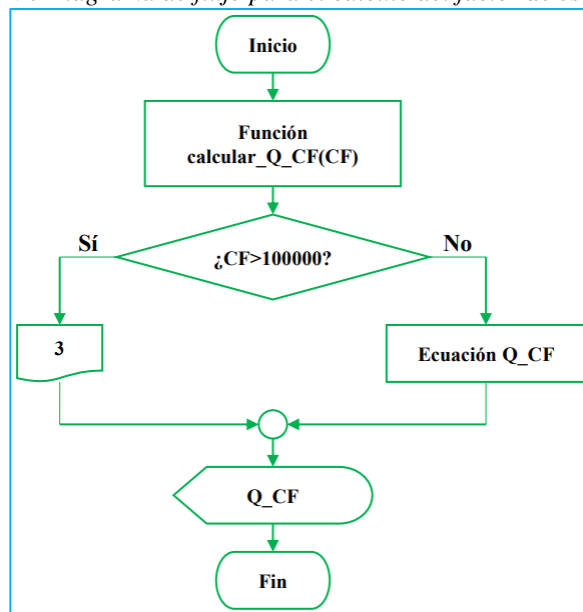 Inicio
Función
calcular_Q_CF(CF)
Sí
¿CF>100000?
No
3
Ecuación Q_CF
Q_CF
Fin